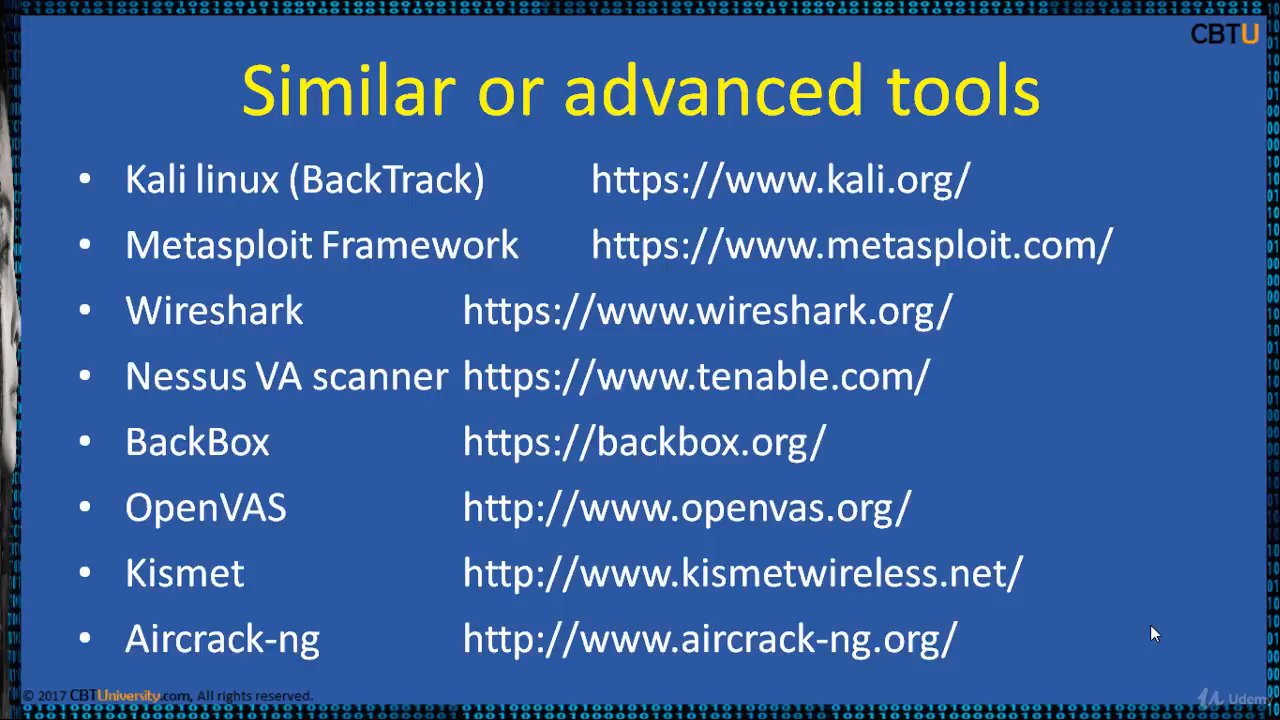 CBTU
Similar or advanced tools
• Kali linux (BackTrack) https://www.kali.org/
• Metasploit Framework https://www.metasploit.com/
• Wireshark https://www.wireshark.org/
• Nessus VA scanner https://www.tenable.com/
• BackBox https://backbox.org/
• OpenVAS http://www.openvas.org/
• Kismet http://www.kismetwireless.net/
• Aircrack-ng http://www.aircrack-ng.org/
© 2017 CBTUniversity.com, All rights reserved.
Udemy